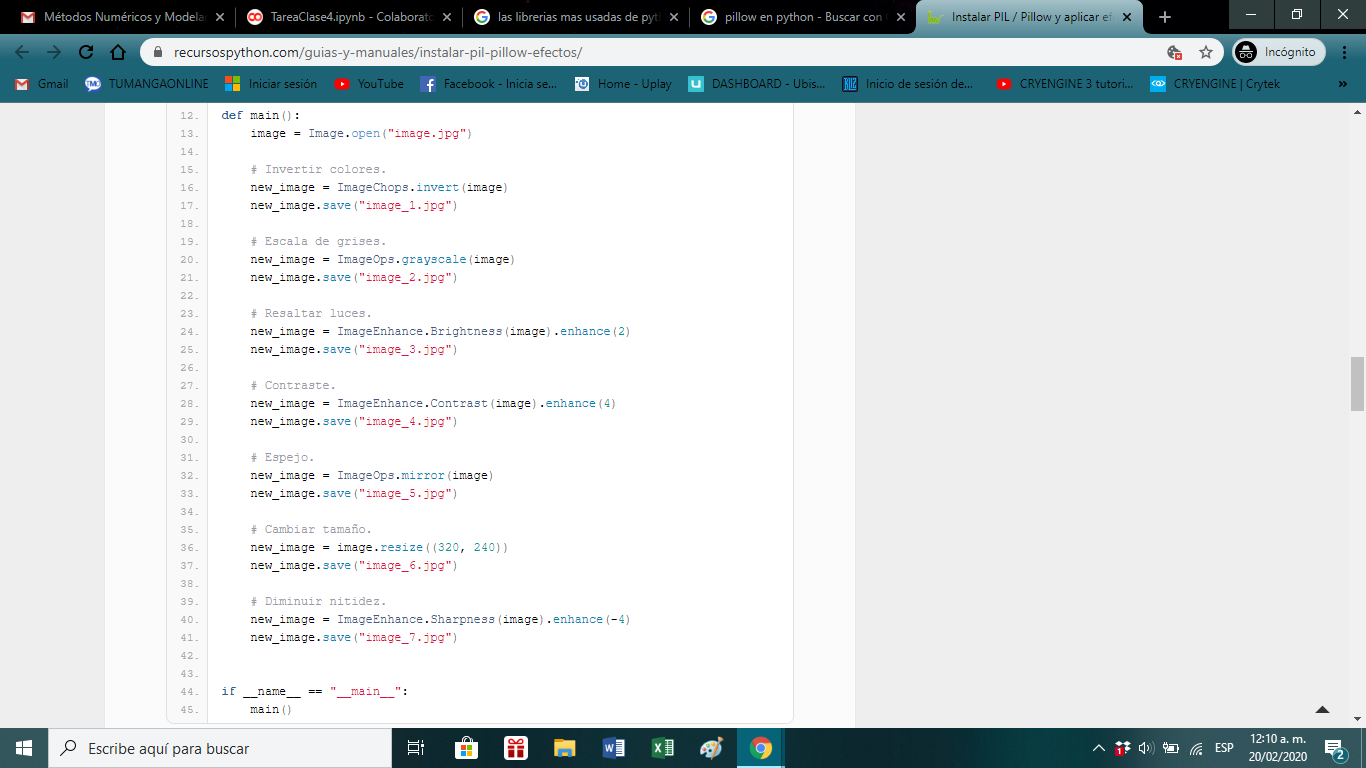 Métodos Numéricos y Modelar
TareaClase4.ipynb - Colaborato
las librerias mas usadas de pyt
pillow en python - Buscar con
Instalar PIL / Pillow y aplicar ef
recursospython.com/guias-y-manuales/instalar-pil-pillow-efectos/
Incógnito
Gmail
TUMANGAONLINE
Iniciar sesión
YouTube
Facebook - Inicia se...
Home - Uplay
DASHBOARD - Ubis...
Inicio de sesión de...
CRYENGINE 3 tutori...
CRYENGINE | Crytek
»
12. def main():
13. image = Image.open("image.jpg")
14.
15. # Invertir colores.
16. new_image = ImageChops.invert(image)
17. new_image.save("image_1.jpg")
18.
19. # Escala de grises.
20. new_image = ImageOps.grayscale(image)
21. new_image.save("image_2.jpg")
22.
23. # Resaltar luces.
24. new_image = ImageEnhance.Brightness(image).enhance(2)
25. new_image.save("image_3.jpg")
26.
27. # Contraste.
28. new_image = ImageEnhance.Contrast(image).enhance(4)
29. new_image.save("image_4.jpg")
30.
31. # Espejo.
32. new_image = ImageOps.mirror(image)
33. new_image.save("image_5.jpg")
34.
35. # Cambiar tamaño.
36. new_image = image.resize((320, 240))
37. new_image.save("image_6.jpg")
38.
39. # Diminuir nitidez.
40. new_image = ImageEnhance.Sharpness(image).enhance(-4)
41. new_image.save("image_7.jpg")
42.
43.
44. if __name__ == "__main__":
45. main()
Escribe aquí para buscar
ESP
12:10 a. m.
20/02/2020
2